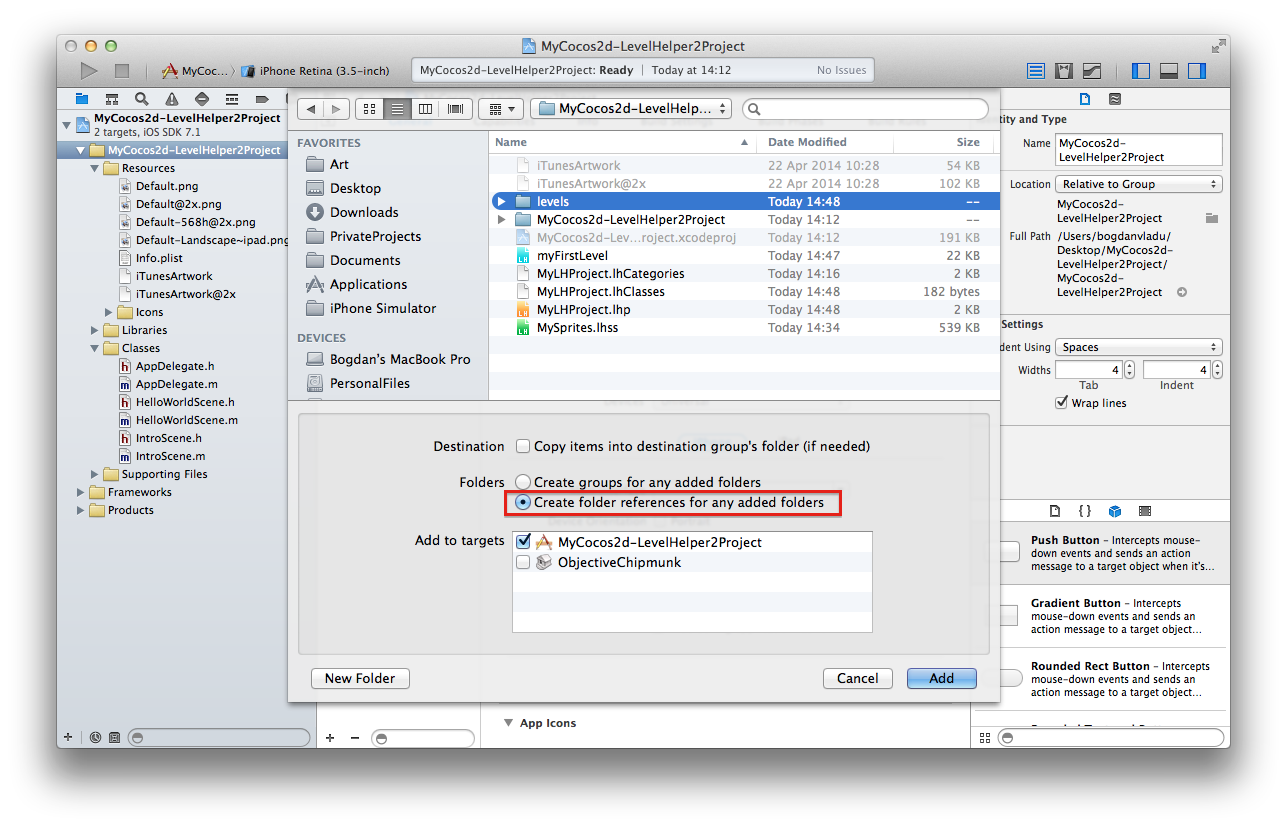 MyCocos2d-LevelHelper2Project
MyCoc... iPhone Retina (3.5-inch)
MyCocos2d-LevelHelper2Project: Ready Today at 14:12 No Issues
MyCocos2d-LevelHelper2Project
2 targets, iOS SDK 7.1
MyCocos2d-LevelHelper2Project
Resources
Default.png
Default@2x.png
Default-568h@2x.png
Default-Landscape~ipad.png
Info.plist
iTunesArtwork
iTunesArtwork@2x
Icons
Libraries
Classes
AppDelegate.h
AppDelegate.m
HelloWorldScene.h
HelloWorldScene.m
IntroScene.h
IntroScene.m
Supporting Files
Frameworks
Products
MyCocos2d-LevelHelp...
FAVORITES
Art
Desktop
Downloads
PrivateProjects
Documents
Applications
iPhone Simulator
DEVICES
Bogdan's MacBook Pro
PersonalFiles
Name Date Modified Size
iTunesArtwork 22 Apr 2014 10:28 54 KB
iTunesArtwork@2x 22 Apr 2014 10:28 102 KB
levels Today 14:48 --
MyCocos2d-LevelHelper2Project Today 14:12 --
MyCocos2d-Lev...roject.xcodeproj Today 14:12 191 KB
myFirstLevel Today 14:47 22 KB
MyLHProject.lhCategories Today 14:16 2 KB
MyLHProject.lhClasses Today 14:48 182 bytes
MyLHProject.lhp Today 14:48 2 KB
MySprites.lhss Today 14:34 539 KB
Destination Copy items into destination group's folder (if needed)
Folders Create groups for any added folders
Create folder references for any added folders
Add to targets MyCocos2d-LevelHelper2Project
ObjectiveChipmunk
New Folder Cancel Add
App Icons
ntity and Type
Name MyCocos2d-
LevelHelper2Project
Location Relative to Group
MyCocos2d-
LevelHelper2Project
Full Path /Users/bogdanvladu/
Desktop/MyCocos2d-
LevelHelper2Project/
MyCocos2d-
LevelHelper2Project
Settings
dent Using Spaces
Widths 4 4
Tab Indent
Wrap lines
{ }
Push Button - Intercepts mouse-
down events and sends an action
message to a target object when it's...
Gradient Button - Intercepts
mouse-down events and sends an
action message to a target object...
Rounded Rect Button - Intercepts
mouse-down events and sends an
action message to a target object...